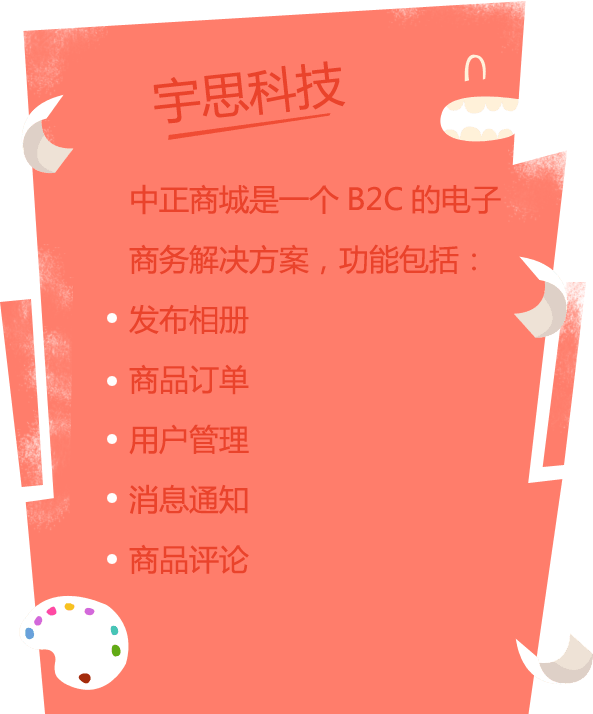 宇思科技
中正商城是一个 B2C 的电子
商务解决方案，功能包括：
发布相册
商品订单
用户管理
消息通知
商品评论